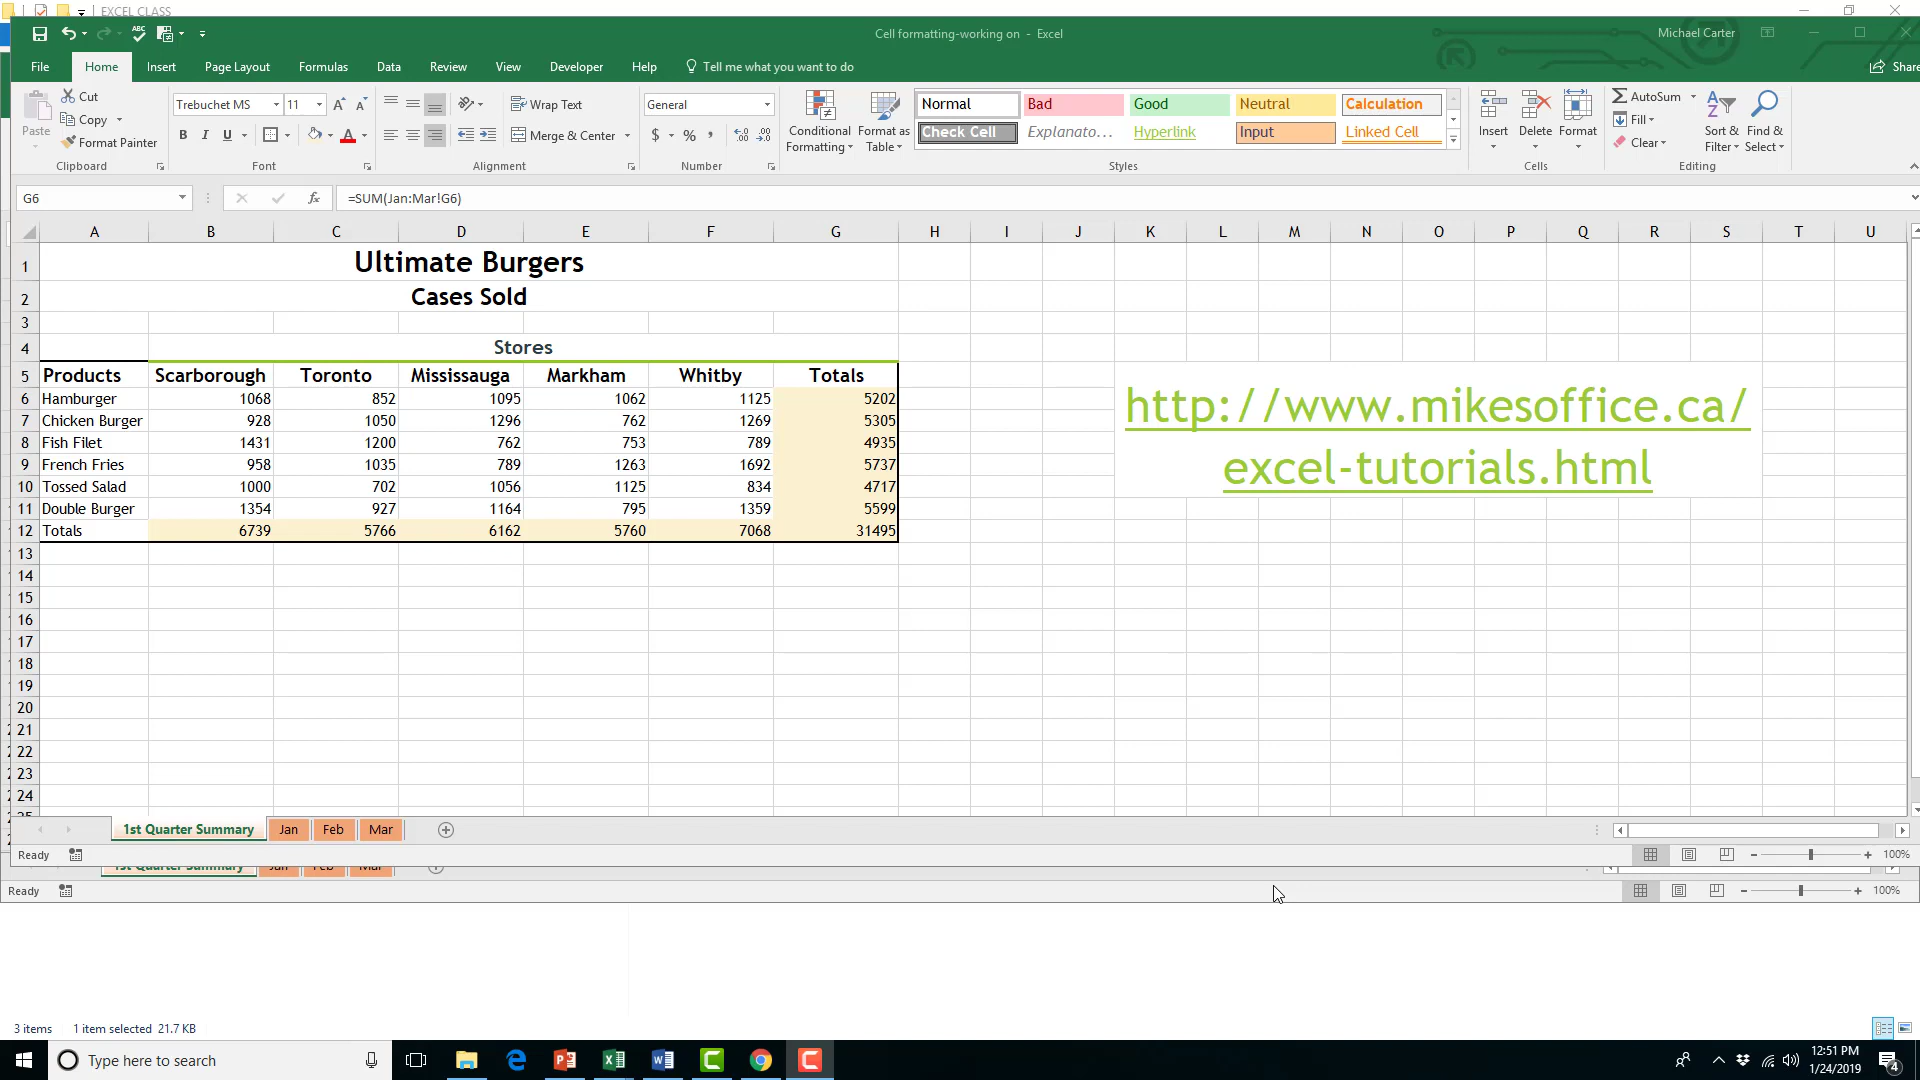 EXCEL CLASS
Cell formatting-working on - Excel
Michael Carter
File Home Insert Page Layout Formulas Data Review View Developer Help Tell me what you want to do Share
Paste
Cut
Copy
Format Painter
Clipboard
Trebuchet MS 11
B I U A
Font
Wrap Text
Merge & Center
Alignment
General
$ % ,
Number
Conditional Formatting
Format as Table
Normal Bad Good Neutral Calculation
Check Cell Explanato... Hyperlink Input Linked Cell
Styles
Insert Delete Format
Cells
AutoSum
Fill
Clear
Sort & Filter
Find & Select
Editing
G6 fx =SUM(Jan:Mar!G6)
A B C D E F G H I J K L M N O P Q R S T U
1 Ultimate Burgers
2 Cases Sold
3
4 Stores
5 Products Scarborough Toronto Mississauga Markham Whitby Totals
6 Hamburger 1068 852 1095 1062 1125 5202
7 Chicken Burger 928 1050 1296 762 1269 5305
8 Fish Filet 1431 1200 762 753 789 4935
9 French Fries 958 1035 789 1263 1692 5737
10 Tossed Salad 1000 702 1056 1125 834 4717
11 Double Burger 1354 927 1164 795 1359 5599
12 Totals 6739 5766 6162 5760 7068 31495
http://www.mikesoffice.ca/
excel-tutorials.html
13
14
15
16
17
18
19
20
21
22
23
24
1st Quarter Summary Jan Feb Mar
Ready 100%
Ready 100%
3 items 1 item selected 21.7 KB
Type here to search
12:51 PM
1/24/2019
4